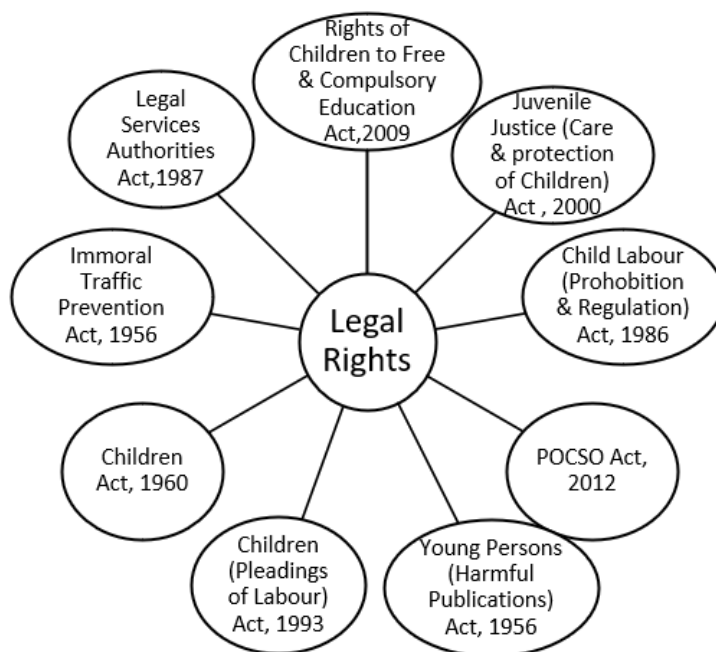 Rights of
Children to Free
& Compulsory
Education
Act,2009
Juvenile
Justice (Care
& protection
of Children)
Act , 2000
Child Labour
(Prohobition
& Regulation)
Act, 1986
POCSO Act,
2012
Young Persons
(Harmful
Publications)
Act, 1956
Children
(Pleadings
of Labour)
Act, 1993
Children
Act, 1960
Immoral
Traffic
Prevention
Act, 1956
Legal
Services
Authorities
Act,1987
Legal
Rights